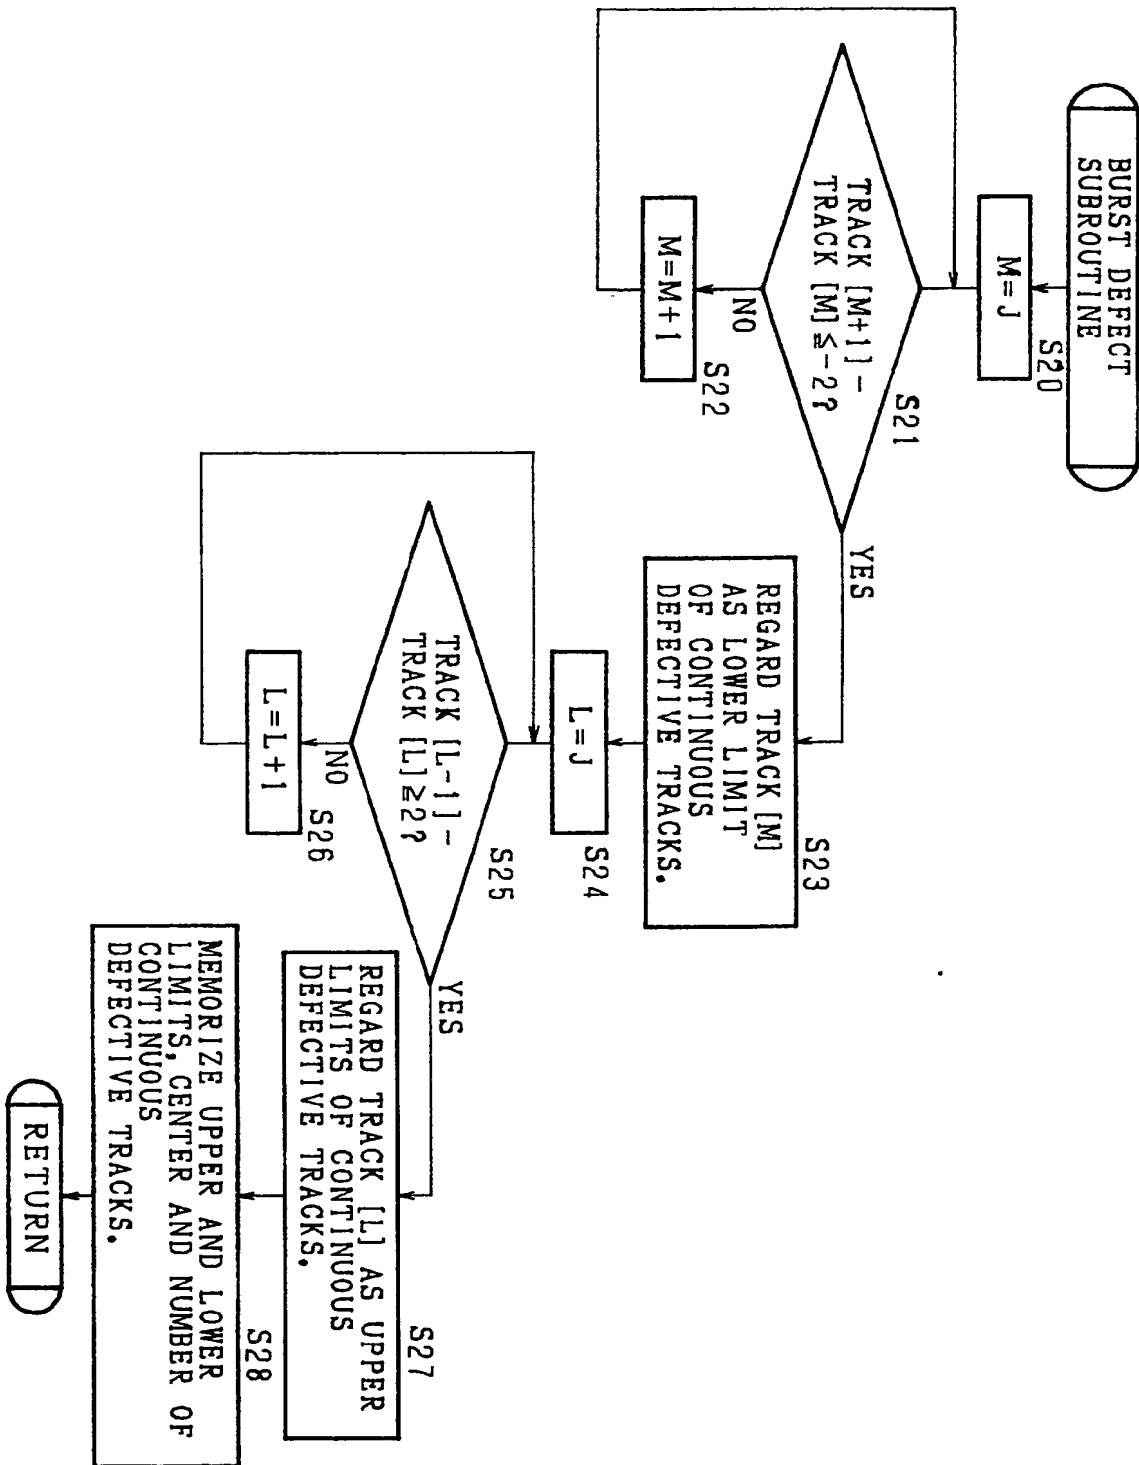 BURST DEFECT
SUBROUTINE
S20
M=J
S21
TRACK [M+1]-
TRACK [M]≦-2?
NO
YES
S22
M=M+1
S23
REGARD TRACK [M]
AS LOWER LIMIT
OF CONTINUOUS
DEFECTIVE TRACKS.
S24
L=J
S25
TRACK [L-1]-
TRACK [L]≧2?
NO
YES
S26
L=L+1
S27
REGARD TRACK [L] AS UPPER
LIMITS OF CONTINUOUS
DEFECTIVE TRACKS.
S28
MEMORIZE UPPER AND LOWER
LIMITS, CENTER AND NUMBER OF
CONTINUOUS
DEFECTIVE TRACKS.
RETURN